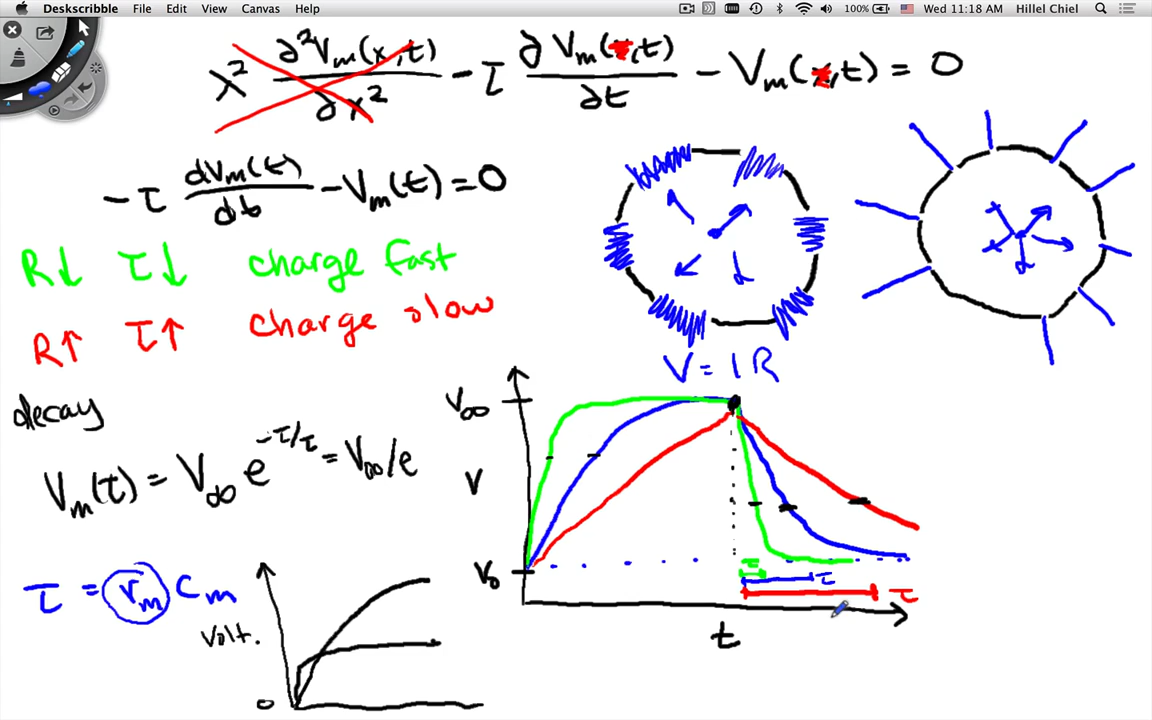 Deskscribble File Edit View Canvas Help 100% Wed 11:18 AM Hillel Chiel
λ² ∂²Vm(x,t)/∂x² - τ ∂Vm(x,t)/∂t - Vm(x,t) = 0
-τ dVm(t)/dt - Vm(t) = 0
R↓ τ↓ charge fast
R↑ τ↑ charge slow
V = I R
decay
Vm(τ) = V∞ e^(-τ/τ) = V∞/e
V∞
V
V₀
τ
τ
τ
t
τ = rm Cm
Volt.
0